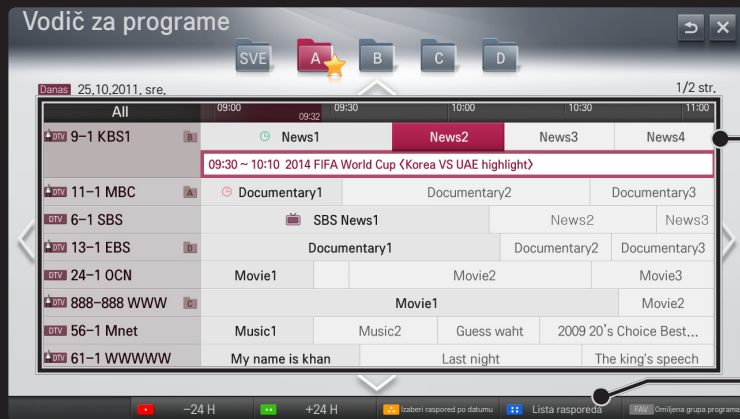 Vodič za programe
SVE A B C D
Danas 25.10.2011. sre. 1/2 str.
All 09:00 09:32 09:30 10:00 10:30 11:00
DTV 9-1 KBS1 B News1 News2 News3 News4
09:30 ~ 10:10 2014 FIFA World Cup 〈Korea VS UAE highlight〉
DTV 11-1 MBC A Documentary1 Documentary2 Documentary3
DTV 6-1 SBS SBS News1 News2 News3
DTV 13-1 EBS D Documentary1 Documentary2 Documentary3
DTV 24-1 OCN Movie1 Movie2 Movie3
DTV 888-888 WWW C Movie1 Movie2
DTV 56-1 Mnet Music1 Music2 Guess waht 2009 20's Choice Best...
DTV 61-1 WWWWW My name is khan Last night The king's speech
-24 H +24 H Izaberi raspored po datumu Lista rasporeda FAV Omiljena grupa programa